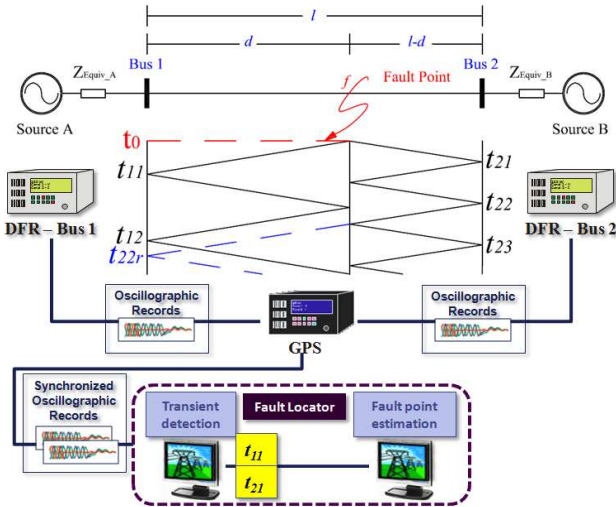 l
d
l-d
Bus 1
Bus 2
Z_Equiv_A
Z_Equiv_B
f
Fault Point
Source A
Source B
t0
t11
t21
t22
t12
t23
t22r
DFR – Bus 1
DFR – Bus 2
Oscillographic
Records
GPS
Oscillographic
Records
Synchronized
Oscillographic
Records
Transient
detection
Fault Locator
Fault point
estimation
t11
t21